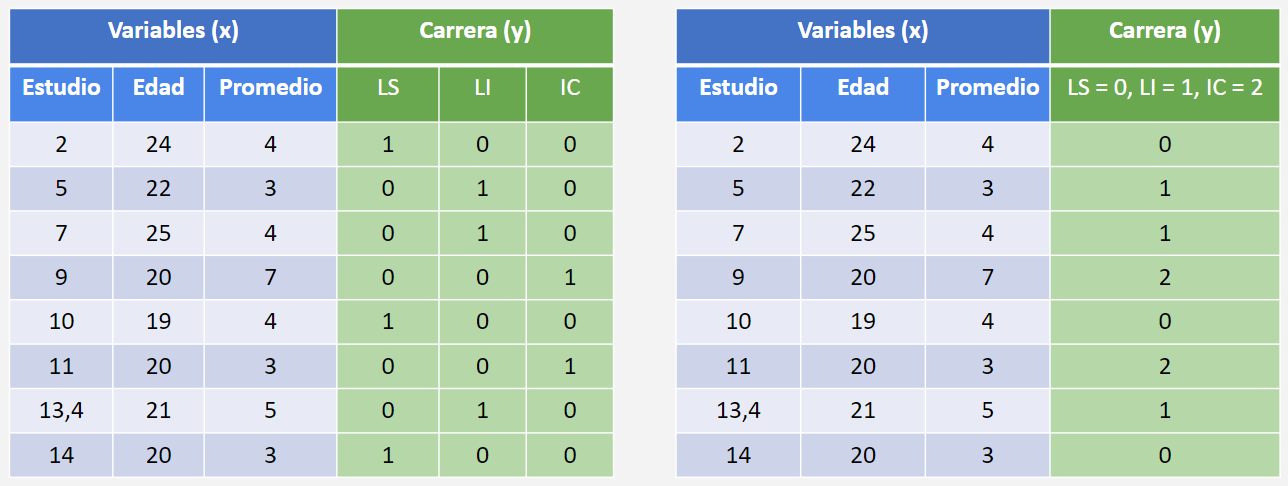 Variables (x) Carrera (y)
Estudio Edad Promedio LS LI IC
2 24 4 1 0 0
5 22 3 0 1 0
7 25 4 0 1 0
9 20 7 0 0 1
10 19 4 1 0 0
11 20 3 0 0 1
13,4 21 5 0 1 0
14 20 3 1 0 0
Variables (x) Carrera (y)
Estudio Edad Promedio LS = 0, LI = 1, IC = 2
2 24 4 0
5 22 3 1
7 25 4 1
9 20 7 2
10 19 4 0
11 20 3 2
13,4 21 5 1
14 20 3 0